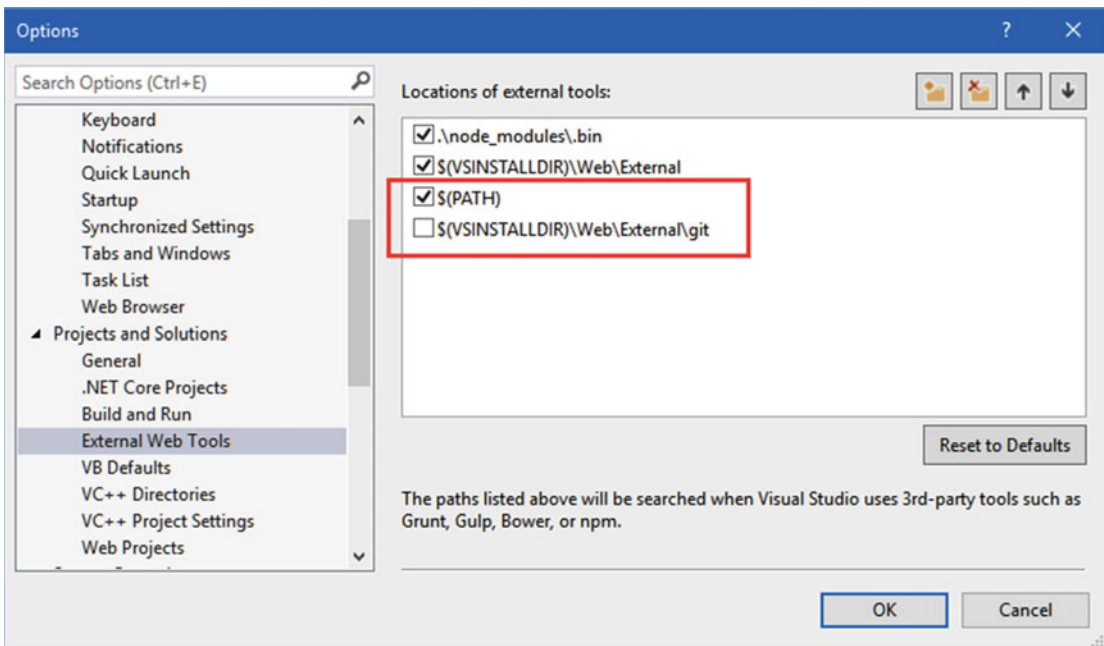 Options
?
Search Options (Ctrl+E)
Keyboard
Notifications
Quick Launch
Startup
Synchronized Settings
Tabs and Windows
Task List
Web Browser
Projects and Solutions
General
.NET Core Projects
Build and Run
External Web Tools
VB Defaults
VC++ Directories
VC++ Project Settings
Web Projects
Locations of external tools:
.\node_modules\.bin
$(VSINSTALLDIR)\Web\External
$(PATH)
$(VSINSTALLDIR)\Web\External\git
Reset to Defaults
The paths listed above will be searched when Visual Studio uses 3rd-party tools such as
Grunt, Gulp, Bower, or npm.
OK
Cancel